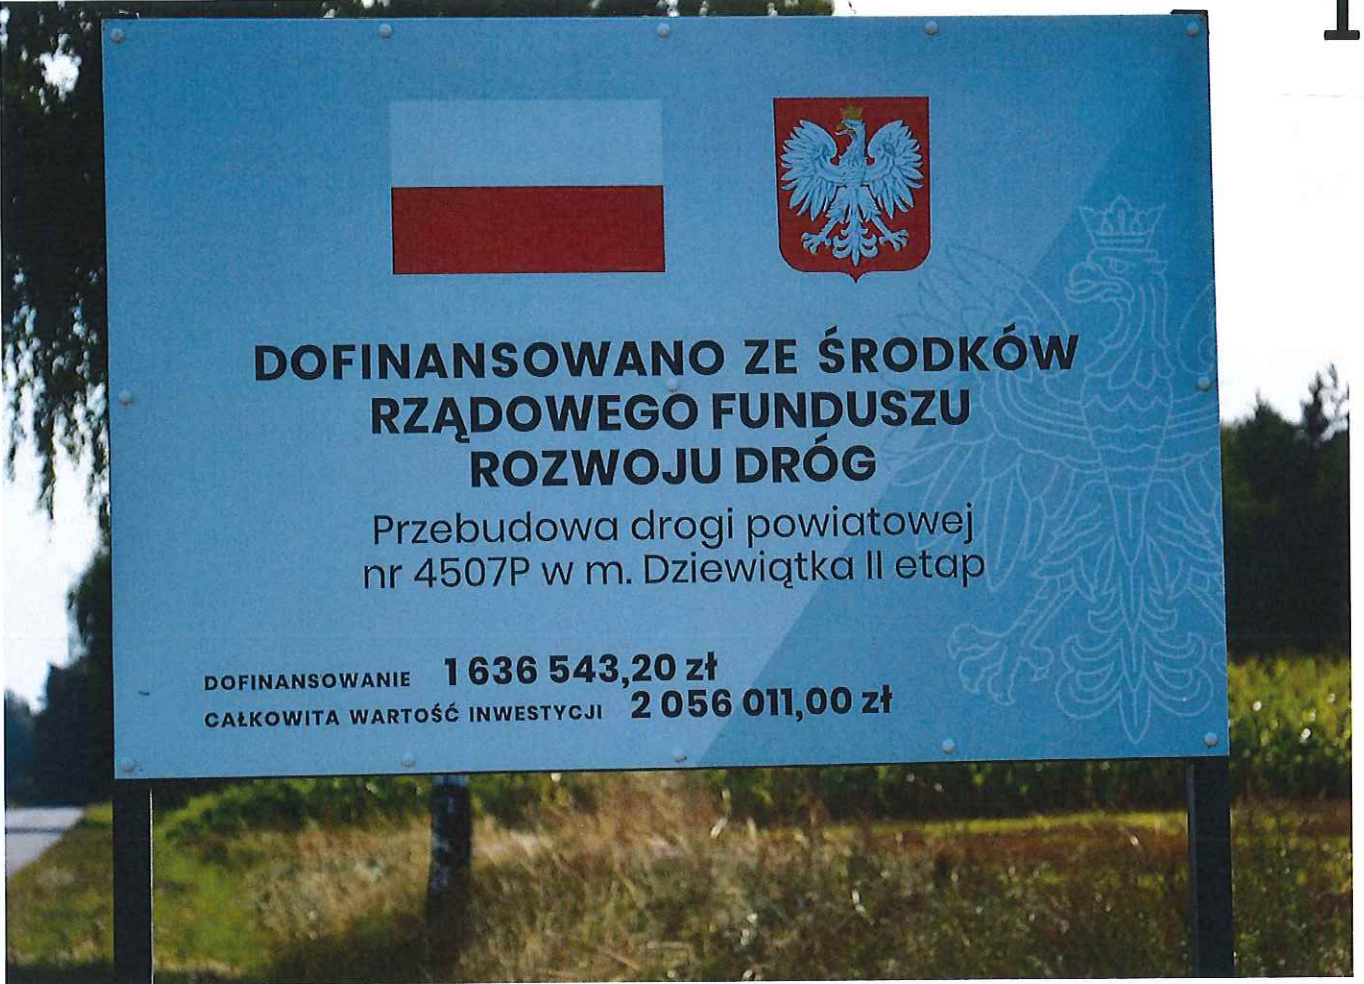 DOFINANSOWANO ZE ŚRODKÓW
RZĄDOWEGO FUNDUSZU
ROZWOJU DRÓG
Przebudowa drogi powiatowej
nr 4507P w m. Dziewiątka II etap
DOFINANSOWANIE 1 636 543,20 zł
CAŁKOWITA WARTOŚĆ INWESTYCJI 2 056 011,00 zł